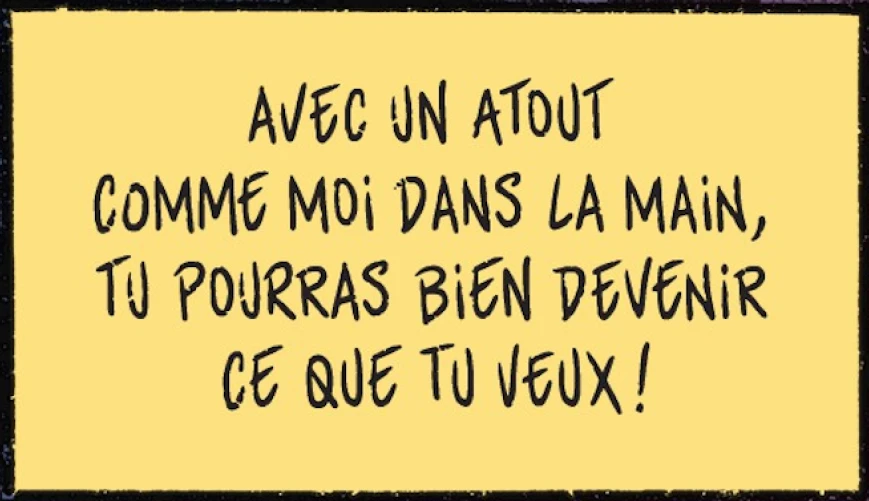 AVEC UN ATOUT
COMME MOi DANS LA MAiN,
TU POURRAS BiEN DEVENiR
CE QUE TU VEUX !